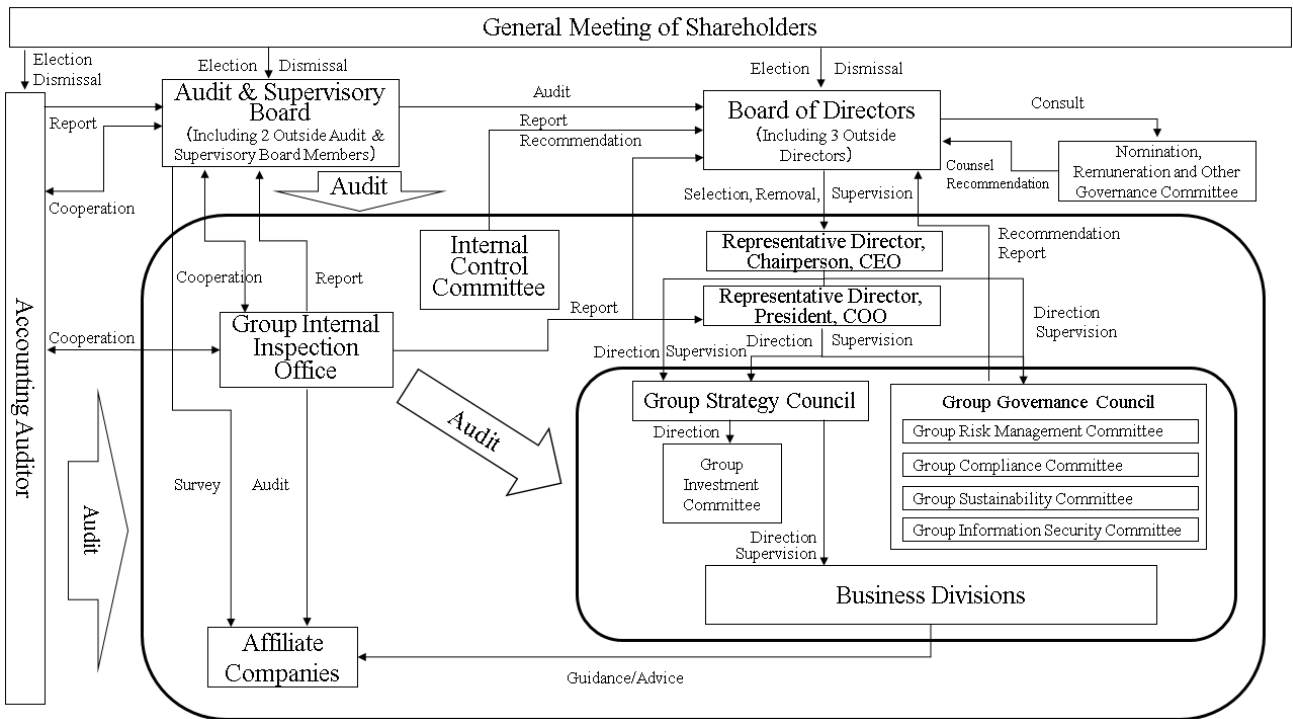 General Meeting of Shareholders
Election
Dismissal
Election Dismissal
Election Dismissal
Accounting Auditor
Report
Cooperation
Audit & Supervisory
Board
(Including 2 Outside Audit &
Supervisory Board Members)
Audit
Report
Recommendation
Board of Directors
(Including 3 Outside
Directors)
Consult
Counsel
Recommendation
Nomination,
Remuneration and Other
Governance Committee
Audit
Selection, Removal, Supervision
Internal
Control
Committee
Representative Director,
Chairperson, CEO
Recommendation
Report
Cooperation
Report
Representative Director,
President, COO
Report
Direction
Supervision
Cooperation
Group Internal
Inspection
Office
Direction Supervision
Direction Supervision
Audit
Group Strategy Council
Direction
Group
Investment
Committee
Group Governance Council
Group Risk Management Committee
Group Compliance Committee
Group Sustainability Committee
Group Information Security Committee
Audit
Survey
Audit
Direction
Supervision
Business Divisions
Affiliate
Companies
Guidance/Advice